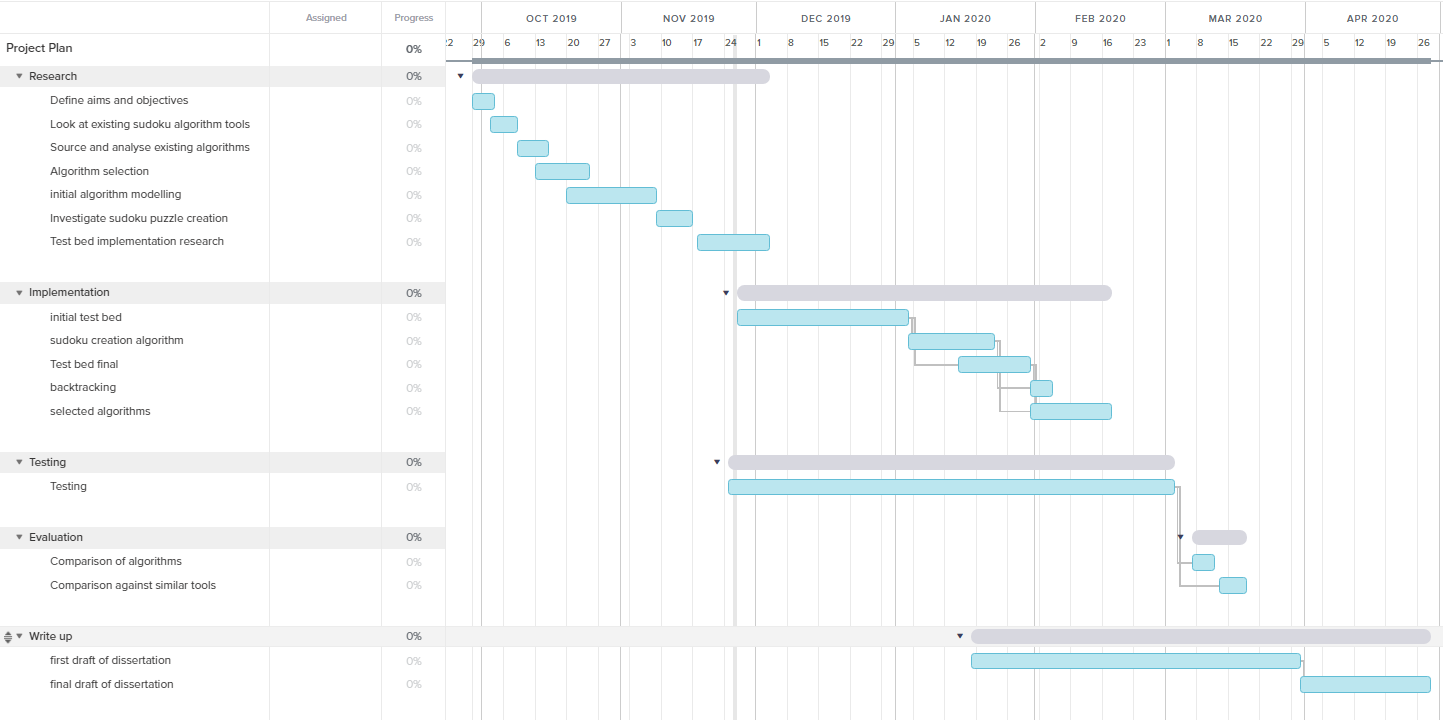 Assigned Progress OCT 2019 NOV 2019 DEC 2019 JAN 2020 FEB 2020 MAR 2020 APR 2020
Project Plan 0% 22 29 6 13 20 27 3 10 17 24 1 8 15 22 29 5 12 19 26 2 9 16 23 1 8 15 22 29 5 12 19 26
Research 0%
Define aims and objectives 0%
Look at existing sudoku algorithm tools 0%
Source and analyse existing algorithms 0%
Algorithm selection 0%
initial algorithm modelling 0%
Investigate sudoku puzzle creation 0%
Test bed implementation research 0%
Implementation 0%
initial test bed 0%
sudoku creation algorithm 0%
Test bed final 0%
backtracking 0%
selected algorithms 0%
Testing 0%
Testing 0%
Evaluation 0%
Comparison of algorithms 0%
Comparison against similar tools 0%
Write up 0%
first draft of dissertation 0%
final draft of dissertation 0%